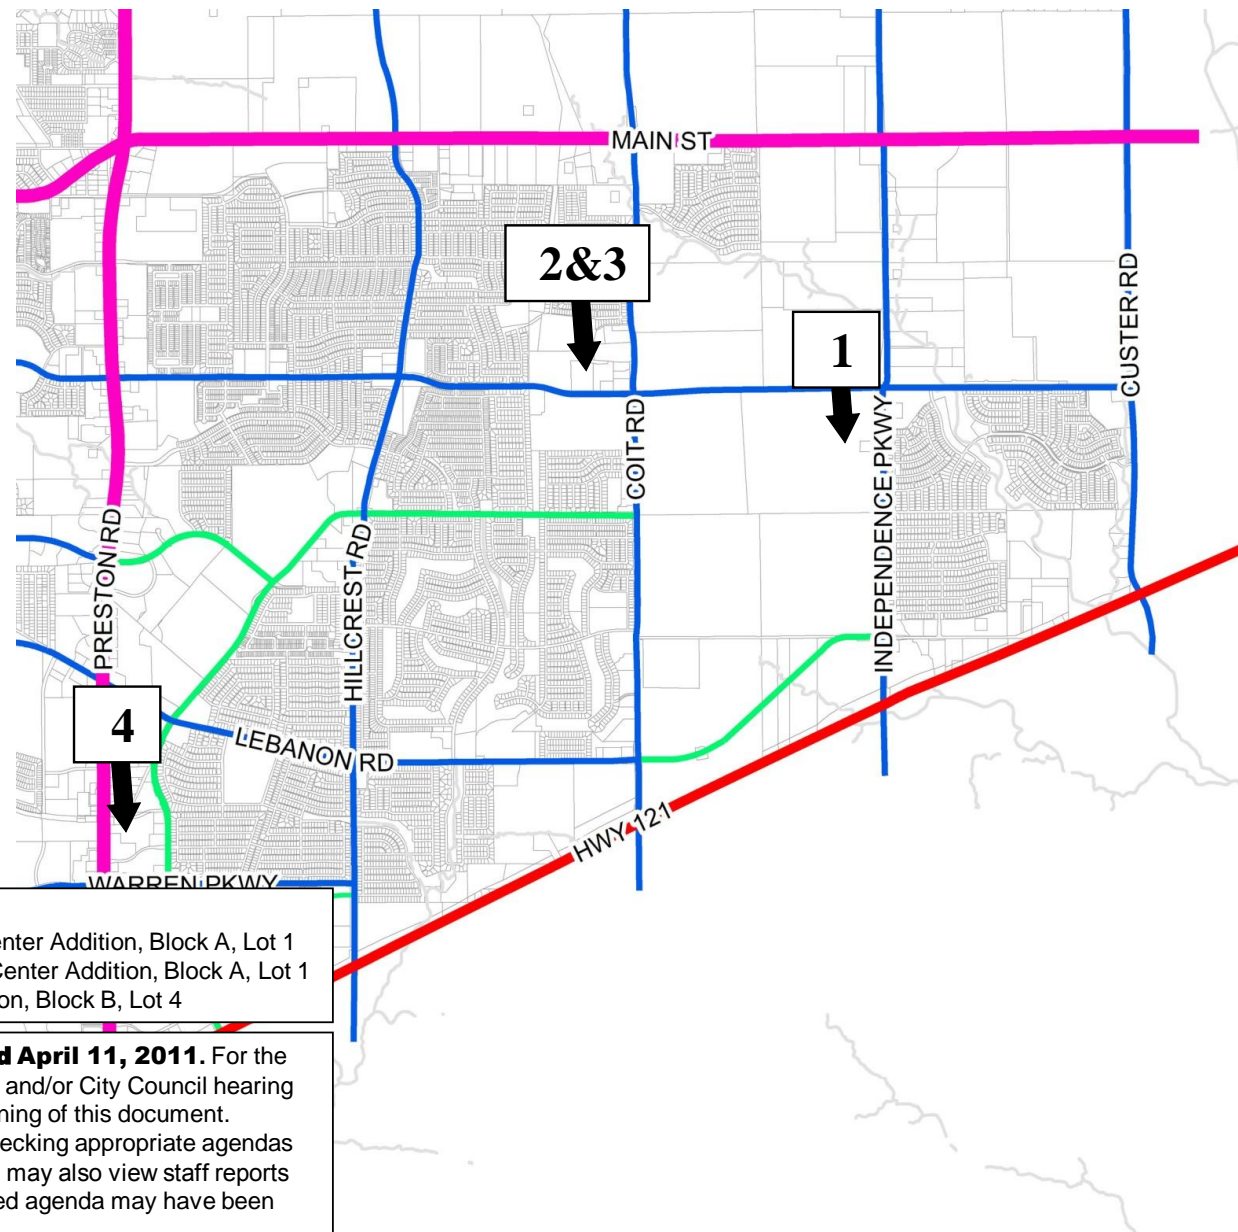 MAIN ST
2&3
CUSTER RD
1
COIT RD
INDEPENDENCE PKWY
PRESTON RD
HILLCREST RD
4
LEBANON RD
HWY 121
WARREN PKWY
enter Addition, Block A, Lot 1
Center Addition, Block A, Lot 1
on, Block B, Lot 4
d April 11, 2011. For the
and/or City Council hearing
ning of this document.
ecking appropriate agendas
may also view staff reports
ed agenda may have been